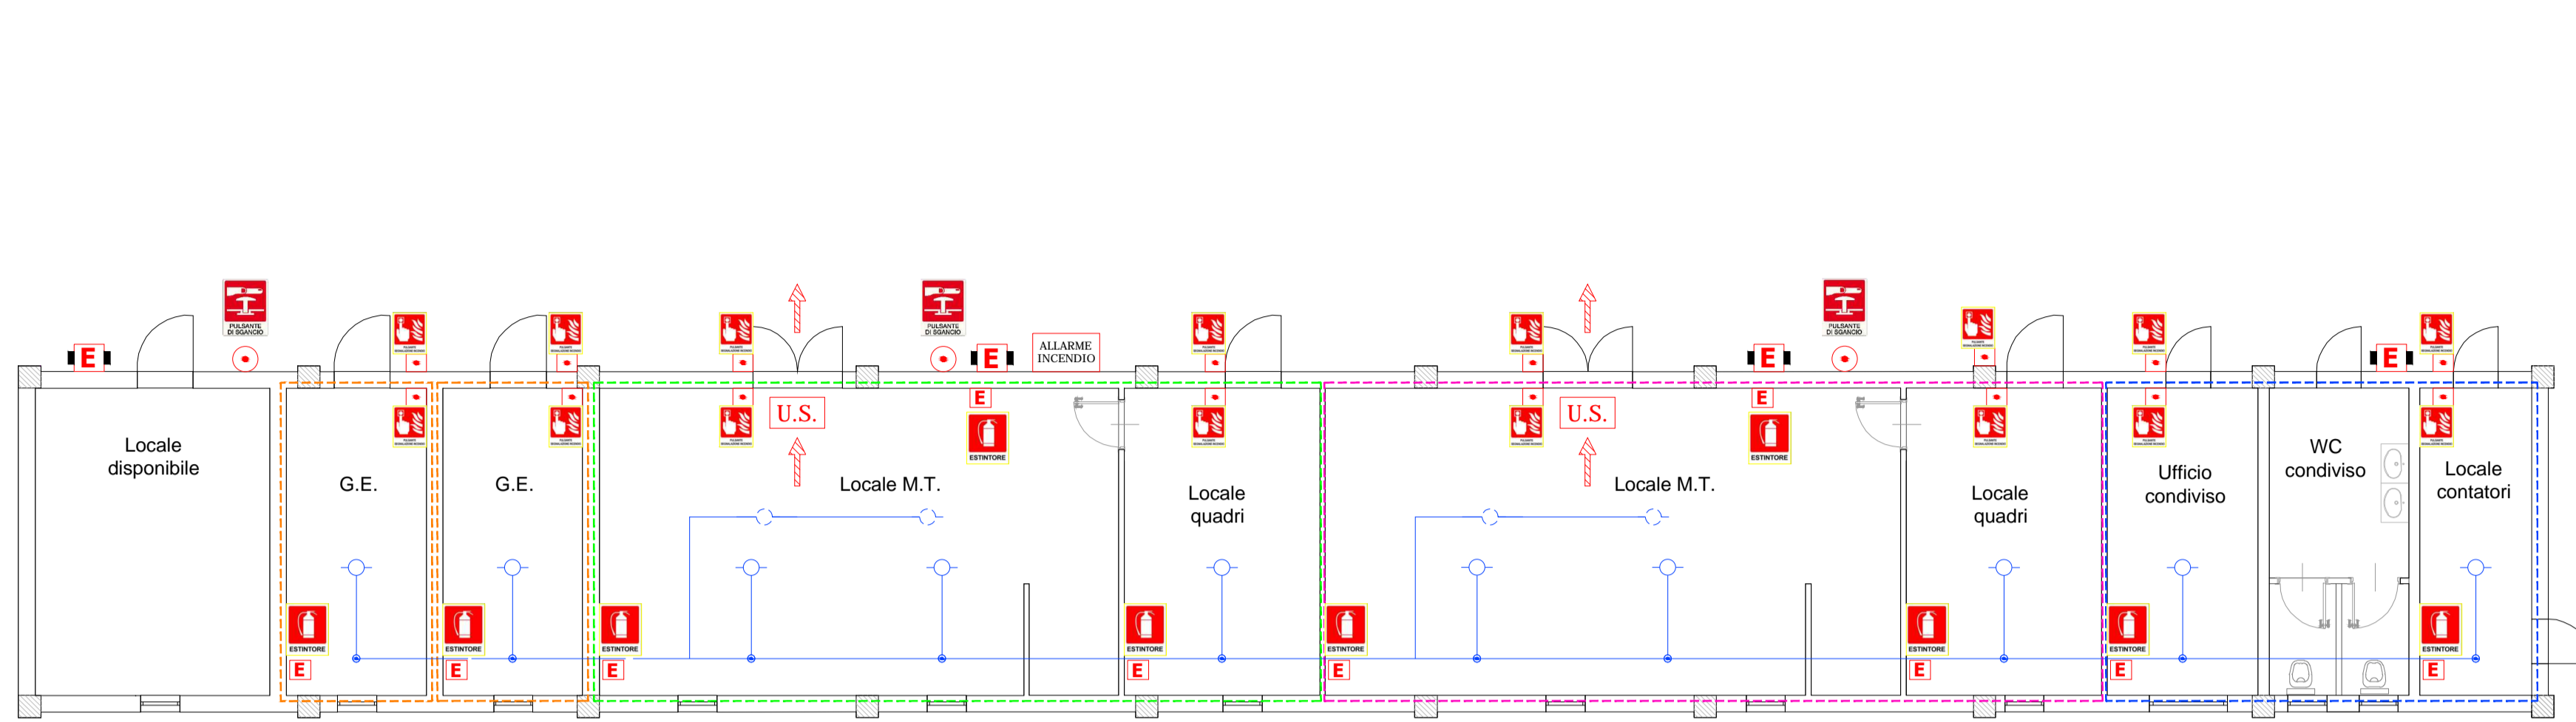 PULSANTE
DI SGANCIO
PULSANTE
DI SGANCIO
PULSANTE
DI SGANCIO
E
E
ALLARME
INCENDIO
E
E
E
U.S.
E
U.S.
ESTINTORE
ESTINTORE
Locale
disponibile
G.E.
G.E.
Locale M.T.
Locale
quadri
Locale M.T.
Locale
quadri
Ufficio
condiviso
WC
condiviso
Locale
contatori
ESTINTORE
E
ESTINTORE
E
ESTINTORE
E
ESTINTORE
E
ESTINTORE
E
ESTINTORE
E
ESTINTORE
E
ESTINTORE
E